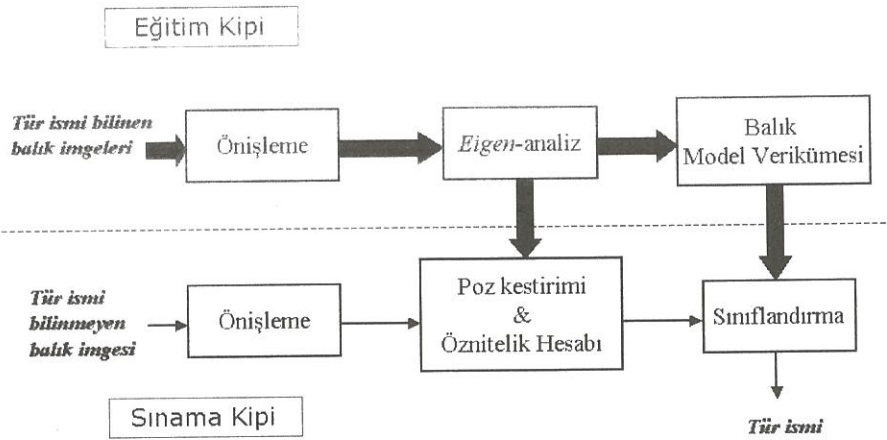 Eğitim Kipi
Tür ismi bilinen
balık imgeleri
Önişleme
Eigen-analiz
Balık
Model Verikümesi
Tür ismi
bilinmeyen
balık imgesi
Önişleme
Poz kestirimi
&
Öznitelik Hesabı
Sınıflandırma
Sınama Kipi
Tür ismi